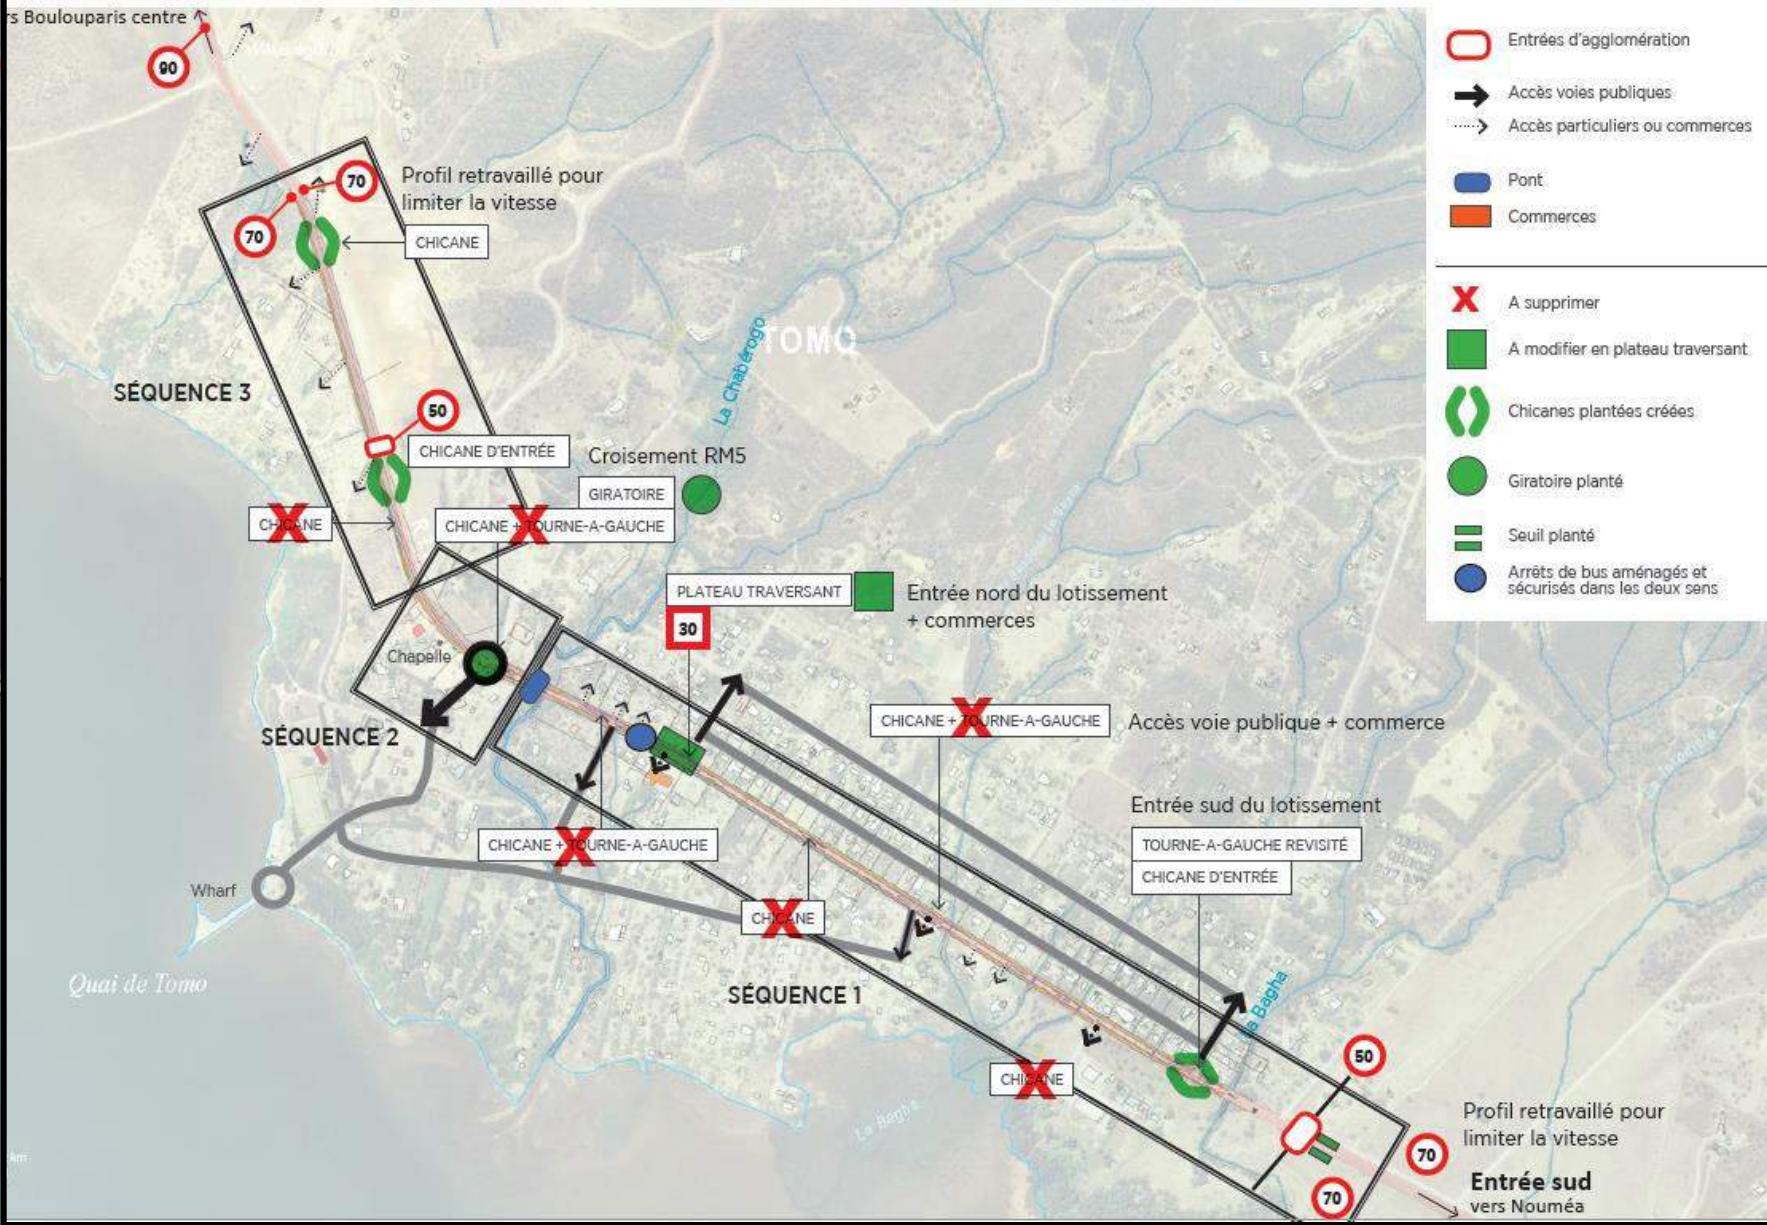 rs Boulouparis centre
90
70
Profil retravaillé pour
limiter la vitesse
70
CHICANE
TOMO
La Chabérogo
SÉQUENCE 3
50
CHICANE D'ENTRÉE
Croisement RM5
GIRATOIRE
CHICANE
CHICANE + TOURNE-A-GAUCHE
PLATEAU TRAVERSANT
Entrée nord du lotissement
+ commerces
30
Chapelle
SÉQUENCE 2
CHICANE + TOURNE-A-GAUCHE
Accès voie publique + commerce
Entrée sud du lotissement
CHICANE + TOURNE-A-GAUCHE
TOURNE-A-GAUCHE REVISITÉ
CHICANE D'ENTRÉE
Wharf
CHICANE
Quai de Tomo
SÉQUENCE 1
La Bagha
50
CHICANE
La Bagha
Profil retravaillé pour
limiter la vitesse
70
km
Entrée sud
70
vers Nouméa
Entrées d'agglomération
Accès voies publiques
Accès particuliers ou commerces
Pont
Commerces
X A supprimer
A modifier en plateau traversant
Chicanes plantées créées
Giratoire planté
Seuil planté
Arrêts de bus aménagés et
sécurisés dans les deux sens